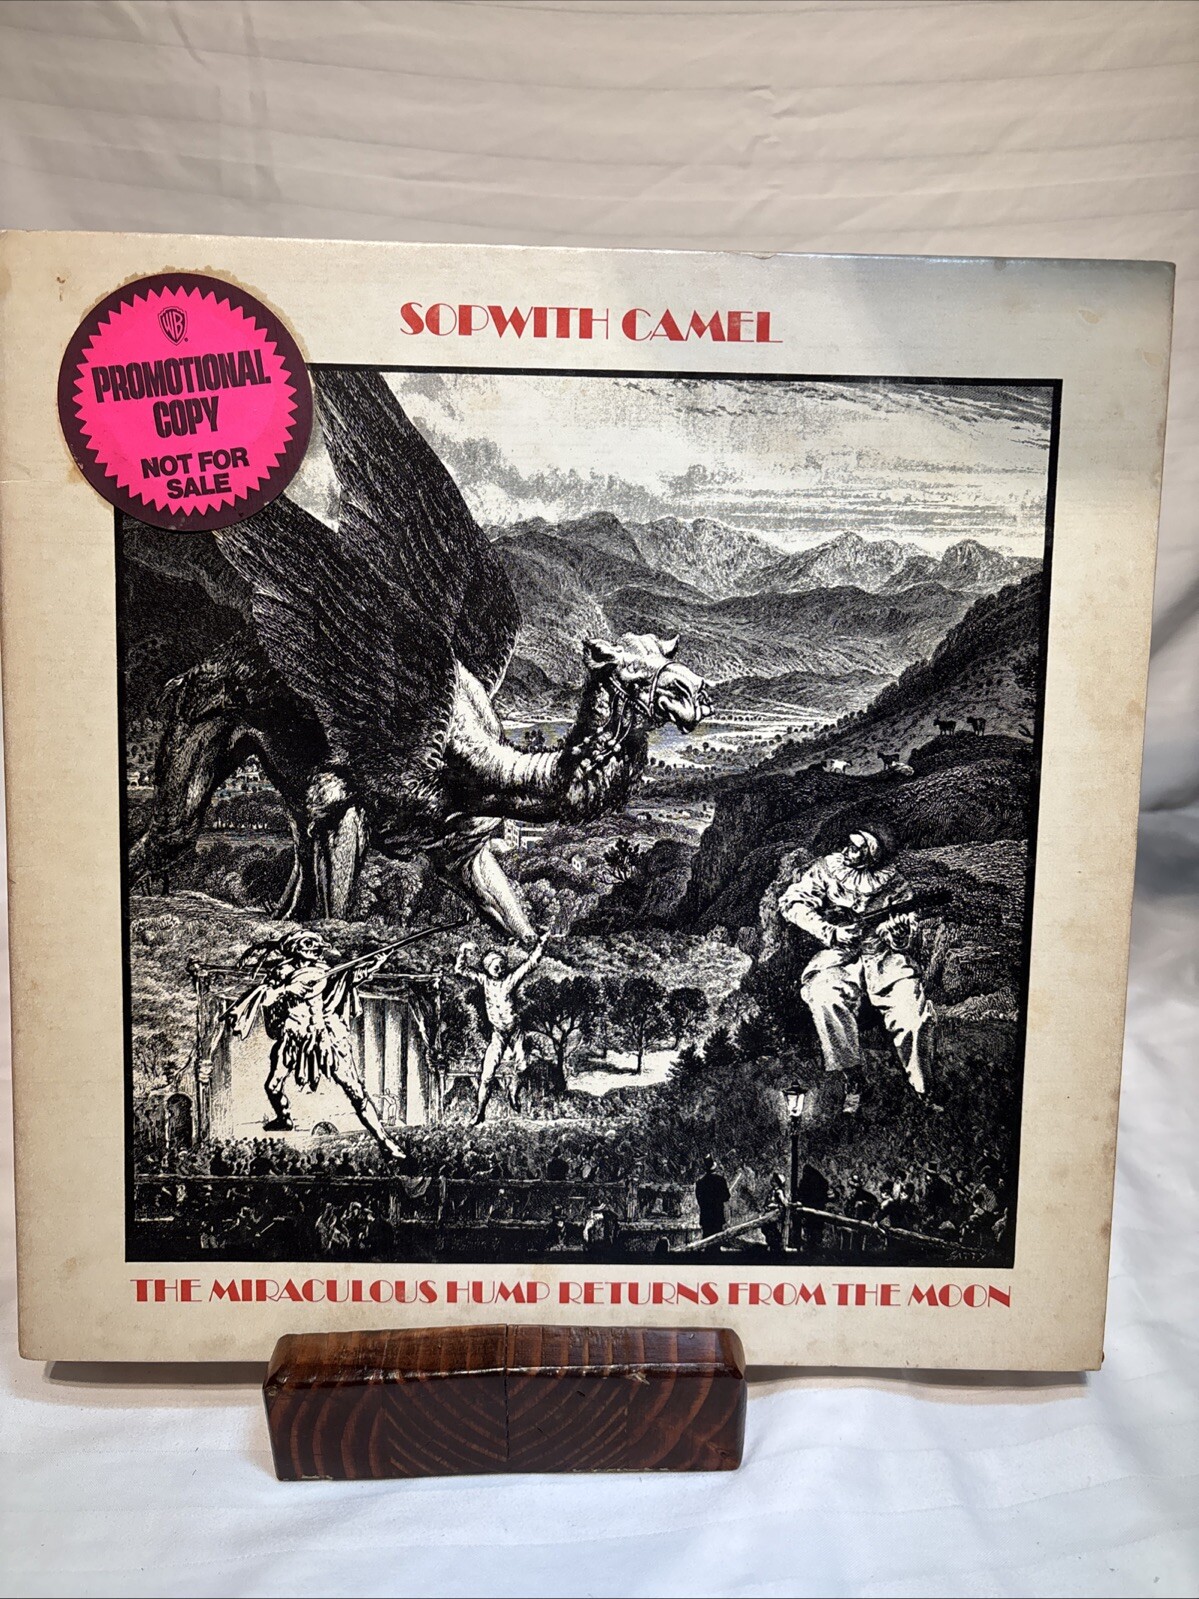 SOPWITH CAMEL
WB
PROMOTIONAL
COPY
NOT FOR
SALE
THE MIRACULOUS HUMP RETURNS FROM THE MOON